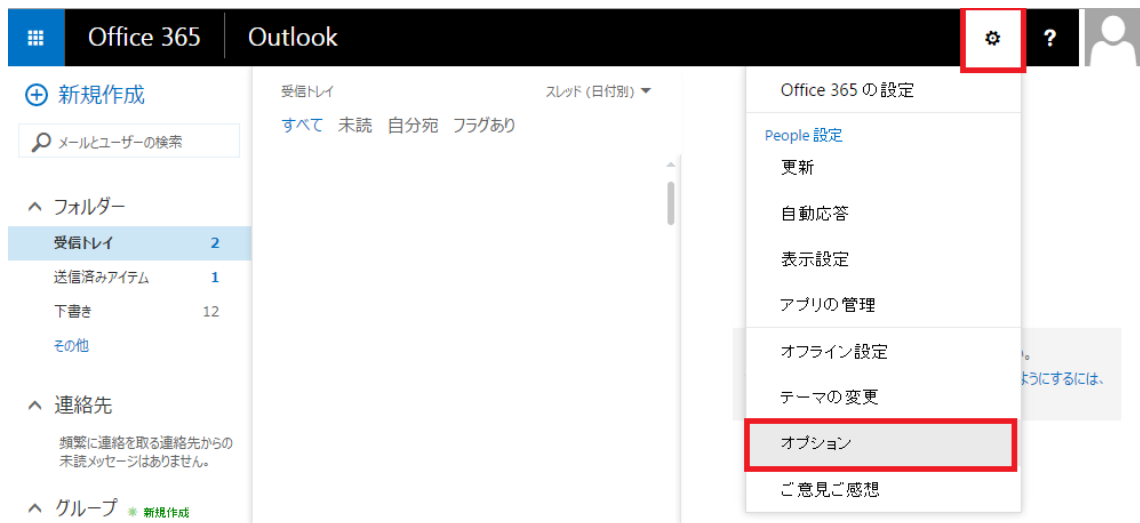 Office 365 Outlook ?
新規作成
メールとユーザーの検索
フォルダー
受信トレイ 2
送信済みアイテム 1
下書き 12
その他
連絡先
頻繁に連絡を取る連絡先からの
未読メッセージはありません。
グループ ✳ 新規作成
受信トレイ スレッド (日付別) ▼
すべて 未読 自分宛 フラグあり
Office 365 の設定
People 設定
更新
自動応答
表示設定
アプリの管理
オフライン設定
テーマの変更
オプション
ご意見ご感想
。
ようにするには、